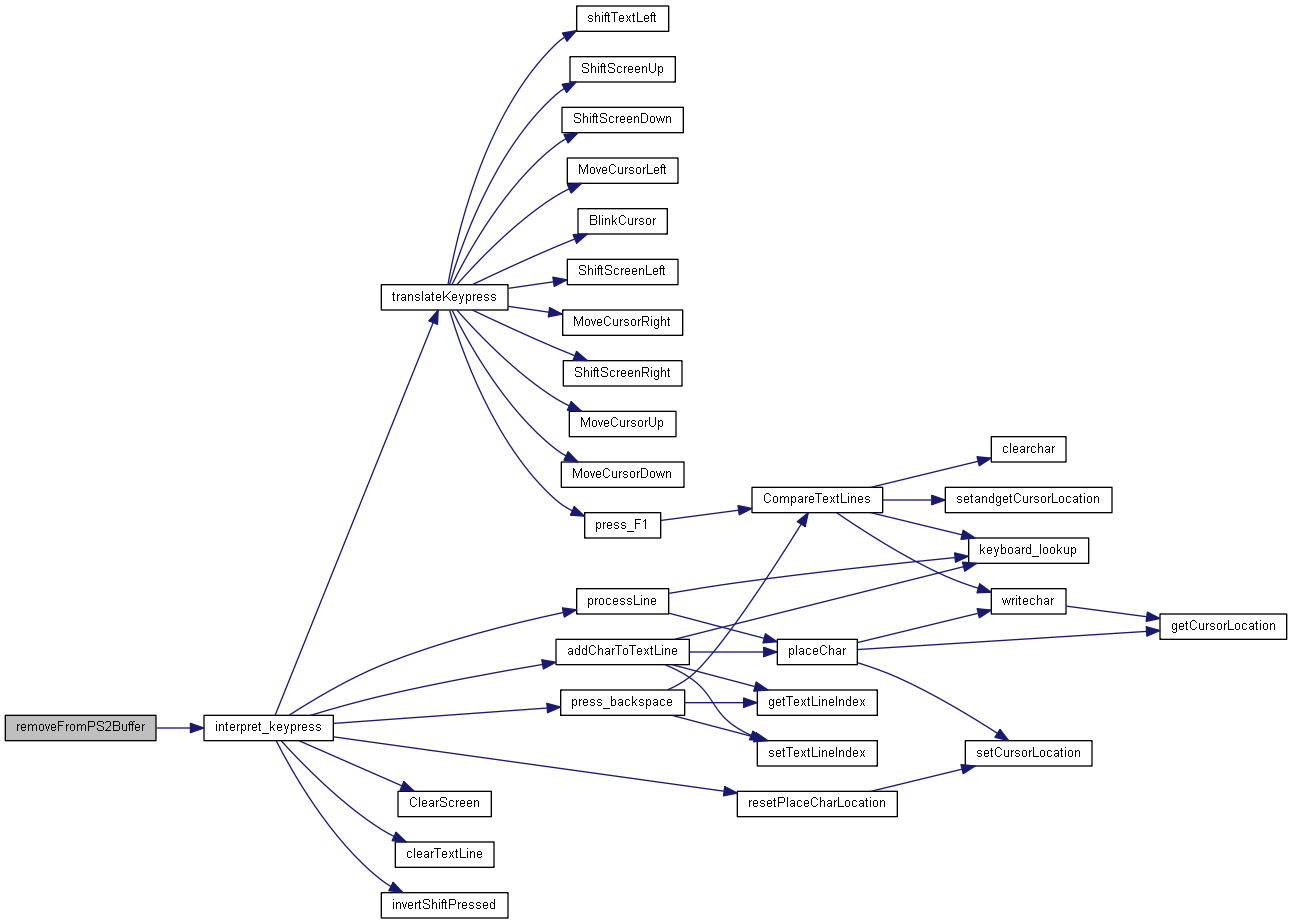 shiftTextLeft
ShiftScreenUp
ShiftScreenDown
MoveCursorLeft
BlinkCursor
ShiftScreenLeft
translateKeypress
MoveCursorRight
ShiftScreenRight
MoveCursorUp
clearchar
MoveCursorDown
CompareTextLines
setandgetCursorLocation
press_F1
keyboard_lookup
processLine
writechar
getCursorLocation
addCharToTextLine
placeChar
press_backspace
getTextLineIndex
removeFromPS2Buffer
interpret_keypress
setTextLineIndex
setCursorLocation
ClearScreen
resetPlaceCharLocation
clearTextLine
invertShiftPressed